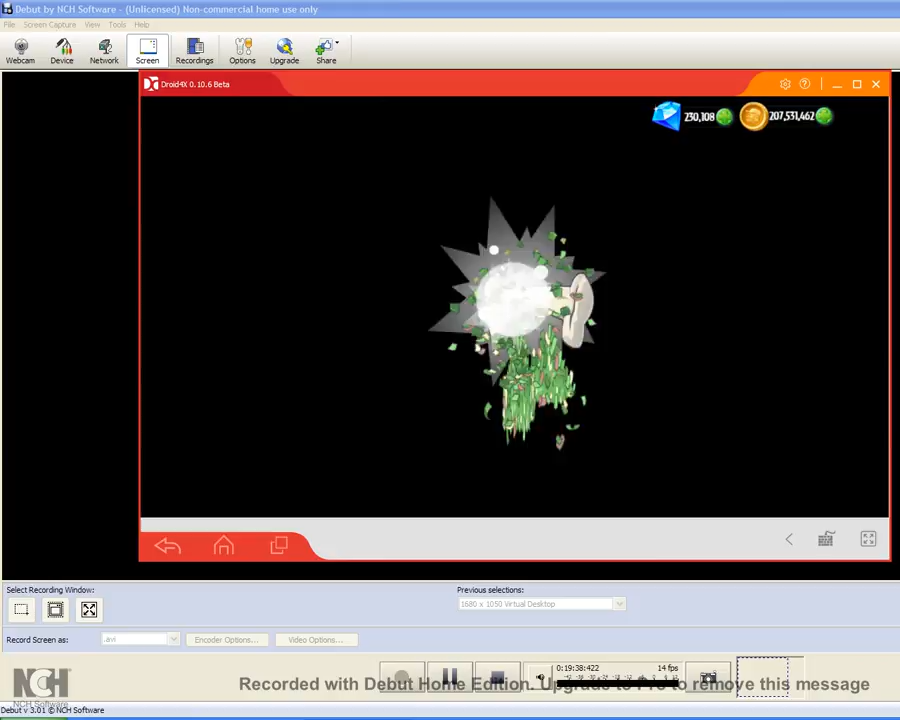 Debut by NCH Software - (Unlicensed) Non-commercial home use only
File Screen Capture View Tools Help
Webcam Device Network Screen Recordings Options Upgrade Share
Droid4X 0.10.6 Beta
230,108 207,531,462
Select Recording Window:
Previous selections:
1680 x 1050 Virtual Desktop
Record Screen as: .avi Encoder Options... Video Options...
0:19:38:422 14 fps
Recorded with Debut Home Edition. Upgrade to Pro to remove this message
NCH
NCH Software
Debut v 3.01 © NCH Software